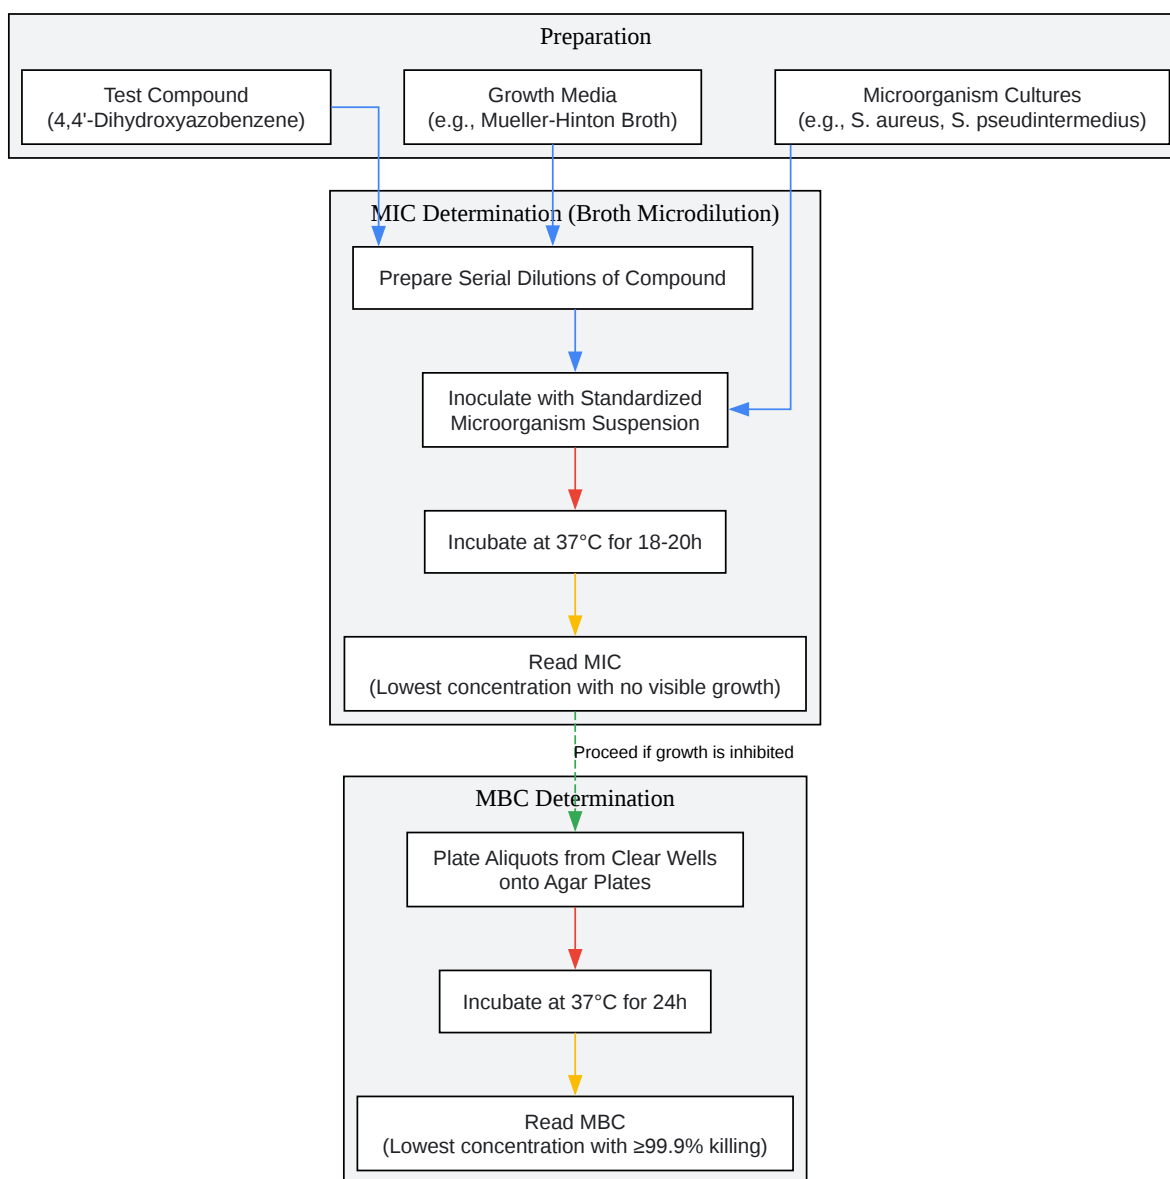 Preparation
Test Compound
(4,4'-Dihydroxyazobenzene)
Growth Media
(e.g., Mueller-Hinton Broth)
Microorganism Cultures
(e.g., S. aureus, S. pseudintermedius)
MIC Determination (Broth Microdilution)
Prepare Serial Dilutions of Compound
Inoculate with Standardized
Microorganism Suspension
Incubate at 37°C for 18-20h
Read MIC
(Lowest concentration with no visible growth)
Proceed if growth is inhibited
MBC Determination
Plate Aliquots from Clear Wells
onto Agar Plates
Incubate at 37°C for 24h
Read MBC
(Lowest concentration with ≥99.9% killing)